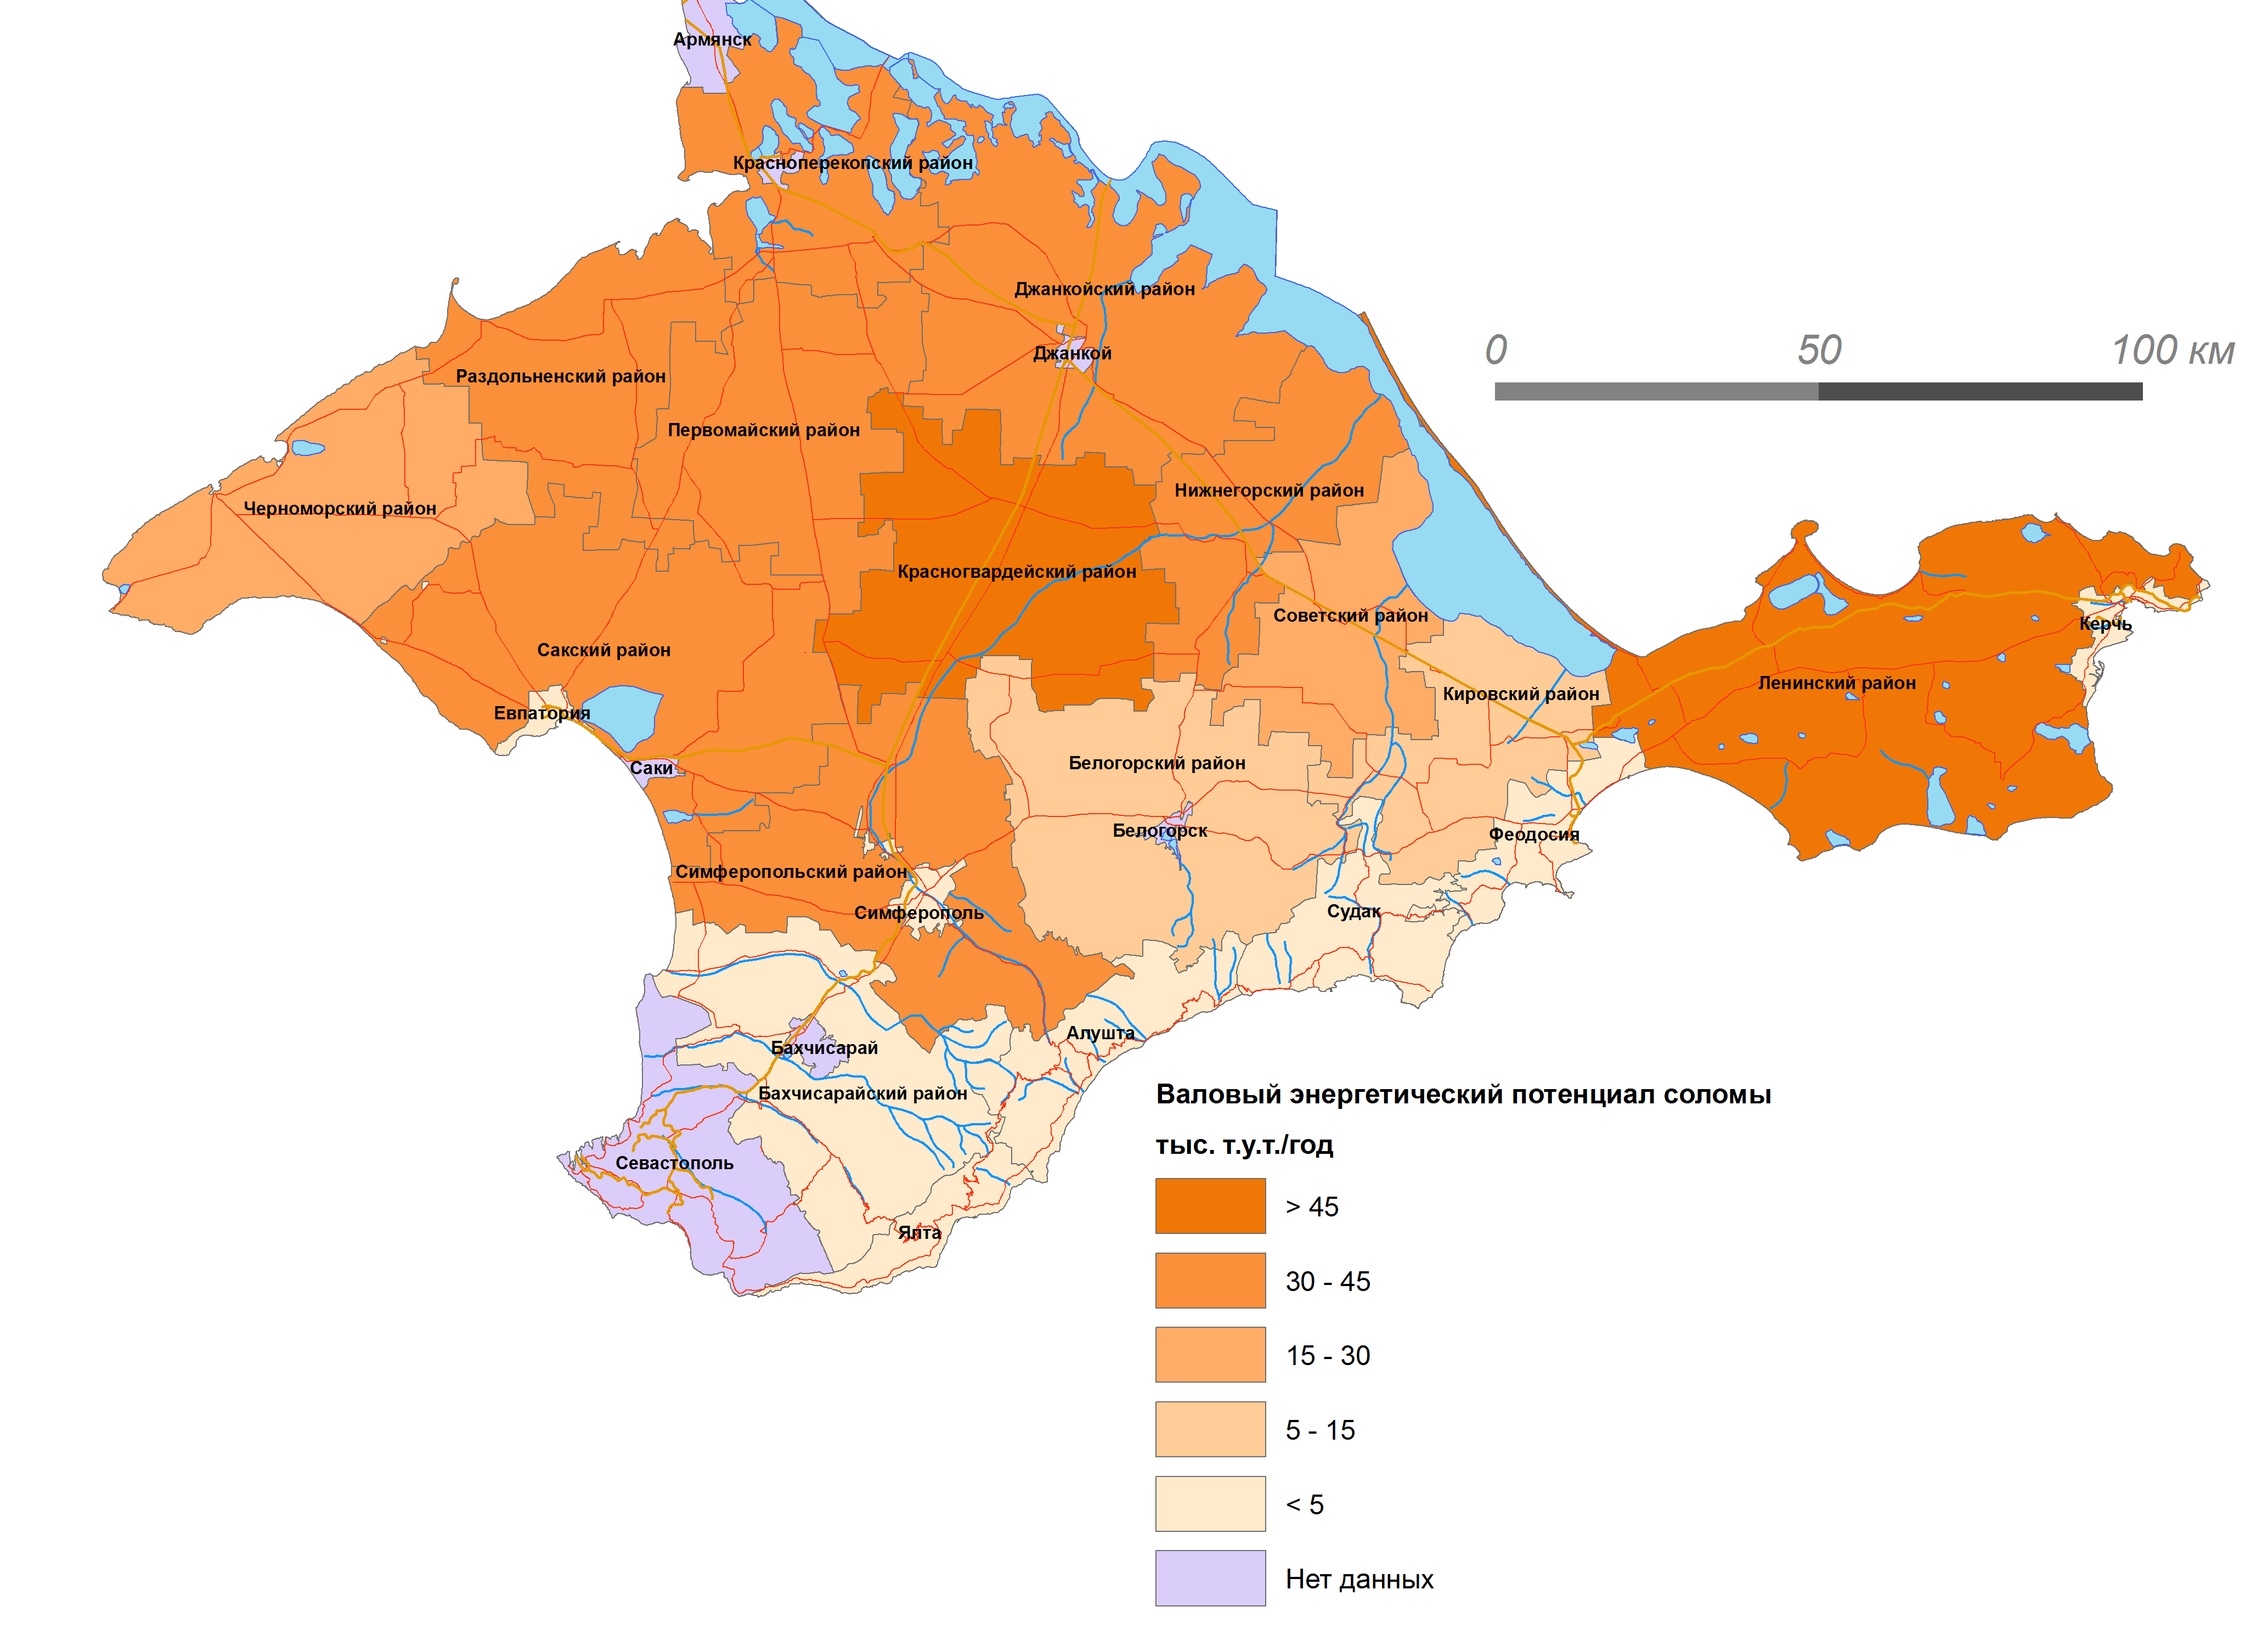 Армянск
Красноперекопский район
Джанкойский район
0 50 100 км
Джанкой
Раздольненский район
Первомайский район
Нижнегорский район
Черноморский район
Красногвардейский район
Советский район
Керчь
Сакский район
Ленинский район
Кировский район
Евпатория
Белогорский район
Саки
Белогорск
Феодосия
Симферопольский район
Судак
Симферополь
Алушта
Бахчисарай
Бахчисарайский район
Севастополь
Ялта
Валовый энергетический потенциал соломы
тыс. т.у.т./год
> 45
30 - 45
15 - 30
5 - 15
< 5
Нет данных